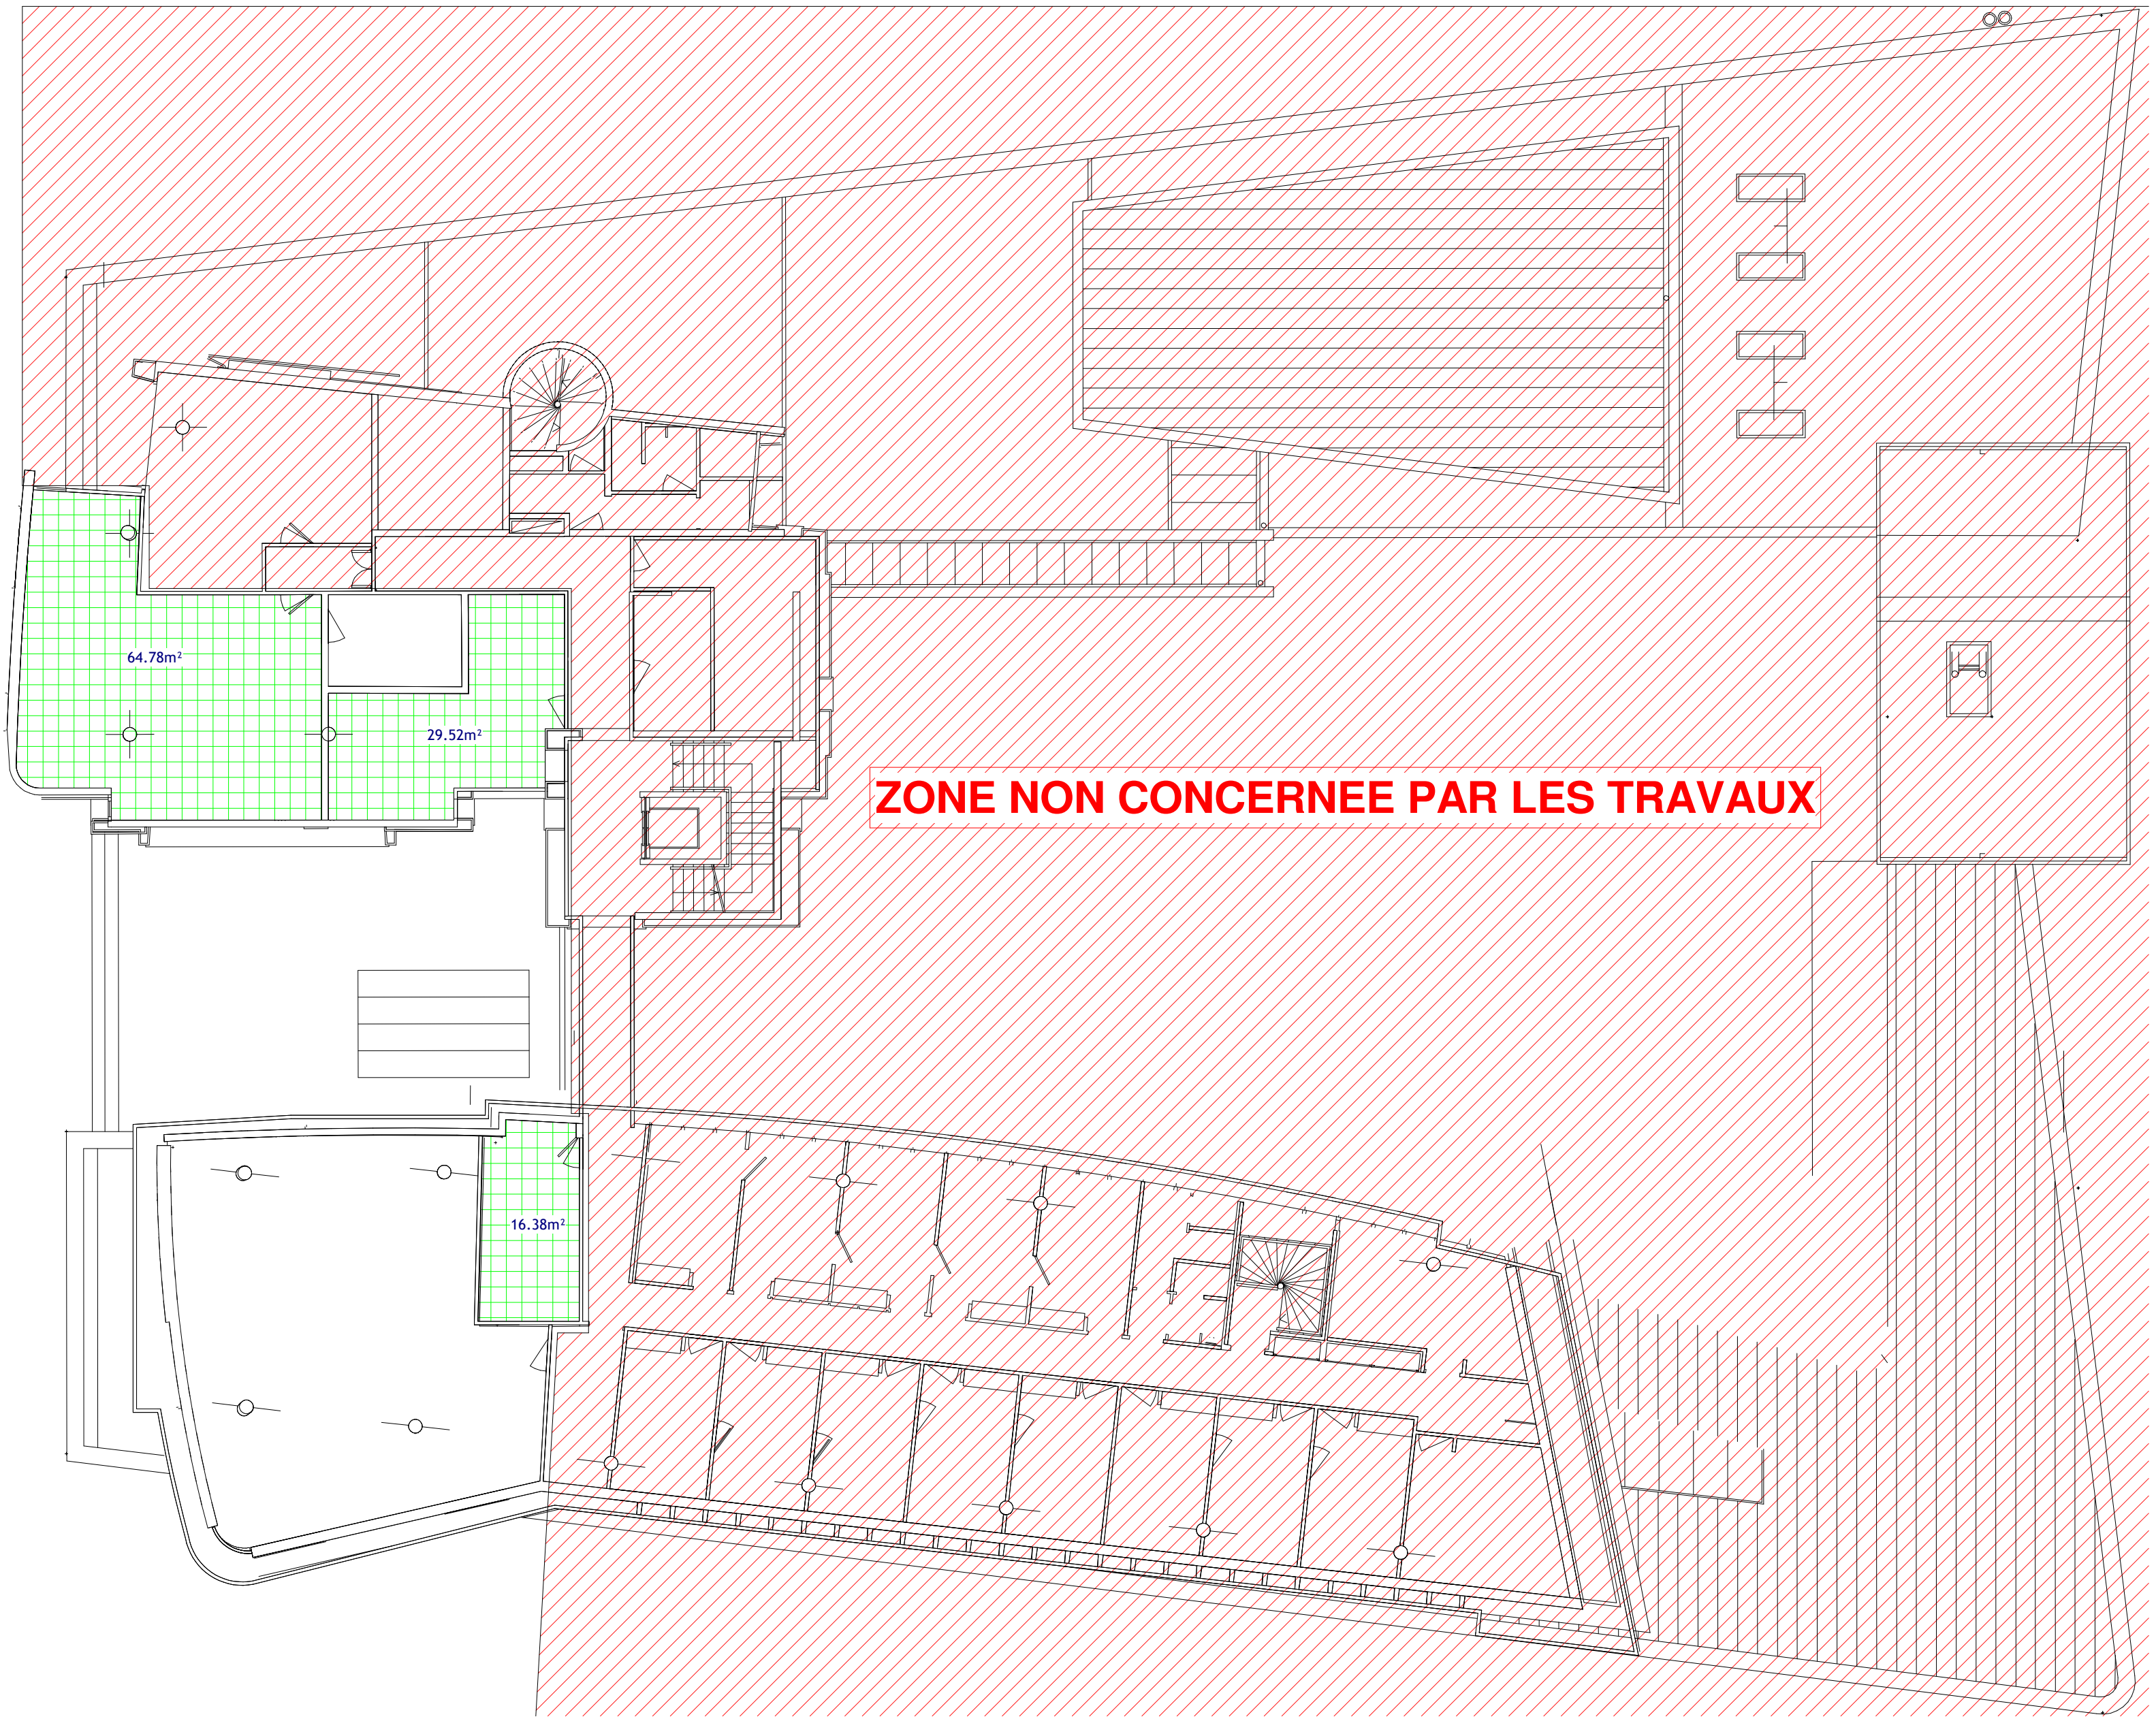 64.78m²
29.52m²
ZONE NON CONCERNEE PAR LES TRAVAUX
16.38m²